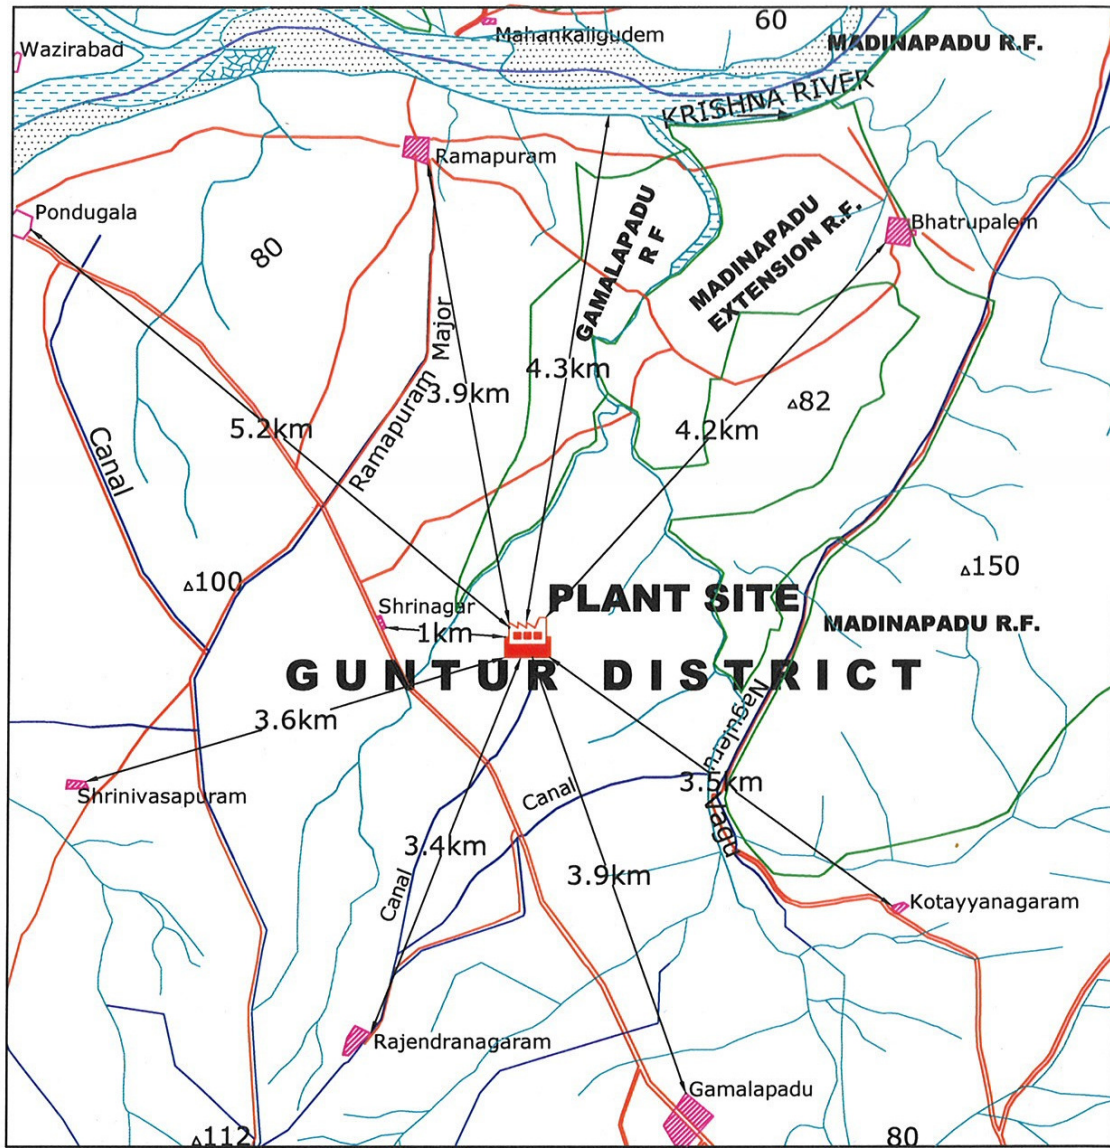 60
Mahankaligudem
Wazirabad
MADINAPADU R.F.
KRISHNA RIVER
Ramapuram
Pondugala
Bhatrupalem
80
GAMALAPADU
R F
MADINAPADU
EXTENSION R.F.
Ramapuram Major
4.3km
3.9km
82
5.2km
4.2km
Canal
150
100
PLANT SITE
Shrinagar
1km
MADINAPADU R.F.
GUNTUR DISTRICT
3.6km
Naguleru Vagu
3.5km
Shrinivasapuram
Canal
3.4km
Canal
3.9km
Kotayyanagaram
Rajendranagaram
Gamalapadu
112
80